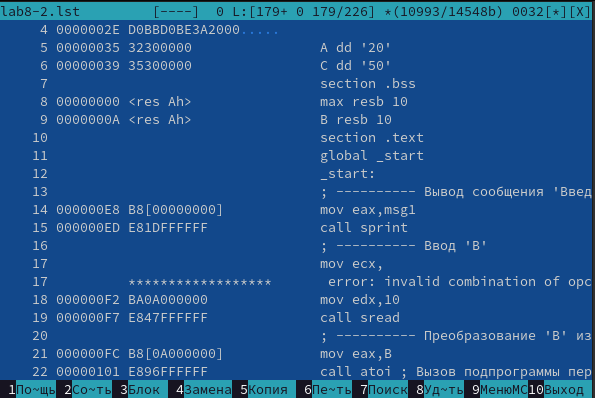 lab8-2.lst [----] 0 L:[179+ 0 179/226] *(10993/14548b) 0032[*][X]
4 0000002E D0BBD0BE3A2000.....
5 00000035 32300000 A dd '20'
6 00000039 35300000 C dd '50'
7 section .bss
8 00000000 <res Ah> max resb 10
9 0000000A <res Ah> B resb 10
10 section .text
11 global _start
12 _start:
13 ; ---------- Вывод сообщения 'Введ
14 000000E8 B8[00000000] mov eax,msg1
15 000000ED E81DFFFFFF call sprint
16 ; ---------- Ввод 'B'
17 mov ecx,
17 ****************** error: invalid combination of opc
18 000000F2 BA0A000000 mov edx,10
19 000000F7 E847FFFFFF call sread
20 ; ---------- Преобразование 'B' из
21 000000FC B8[0A000000] mov eax,B
22 00000101 E896FFFFFF call atoi ; Вызов подпрограммы пер
1По~щь 2Со~ть 3Блок 4Замена 5Копия 6Пе~ть 7Поиск 8Уд~ть 9МенюМС 10Выход